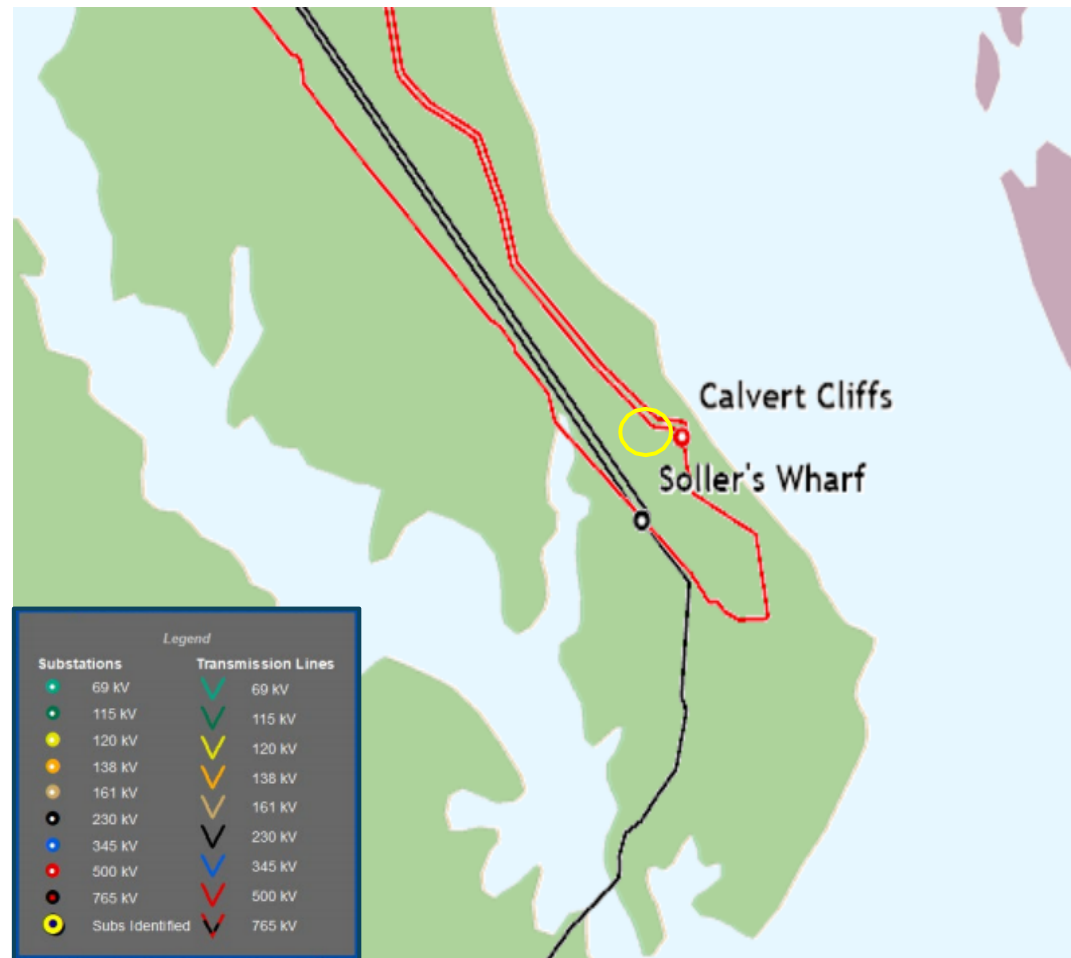 Calvert Cliffs
Soller's Wharf
Legend
Substations Transmission Lines
69 kV 69 kV
115 kV 115 kV
120 kV 120 kV
138 kV 138 kV
161 kV 161 kV
230 kV 230 kV
345 kV 345 kV
500 kV 500 kV
765 kV 765 kV
Subs Identified